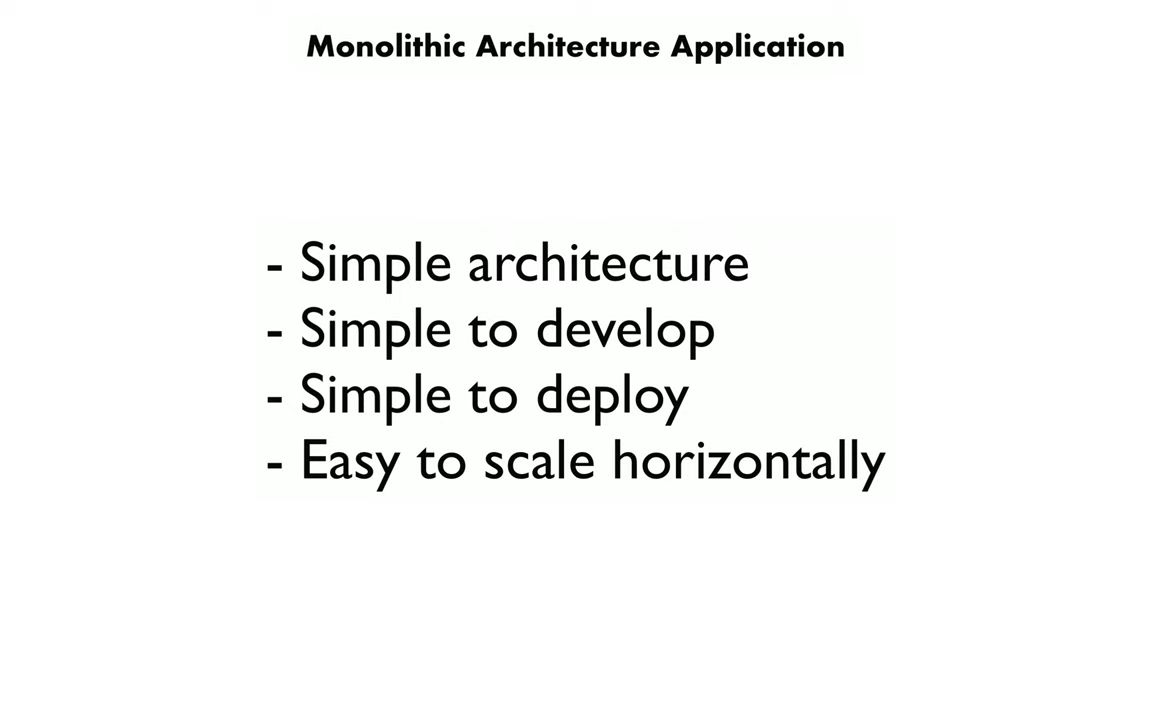 Monolithic Architecture Application
- Simple architecture
- Simple to develop
- Simple to deploy
- Easy to scale horizontally